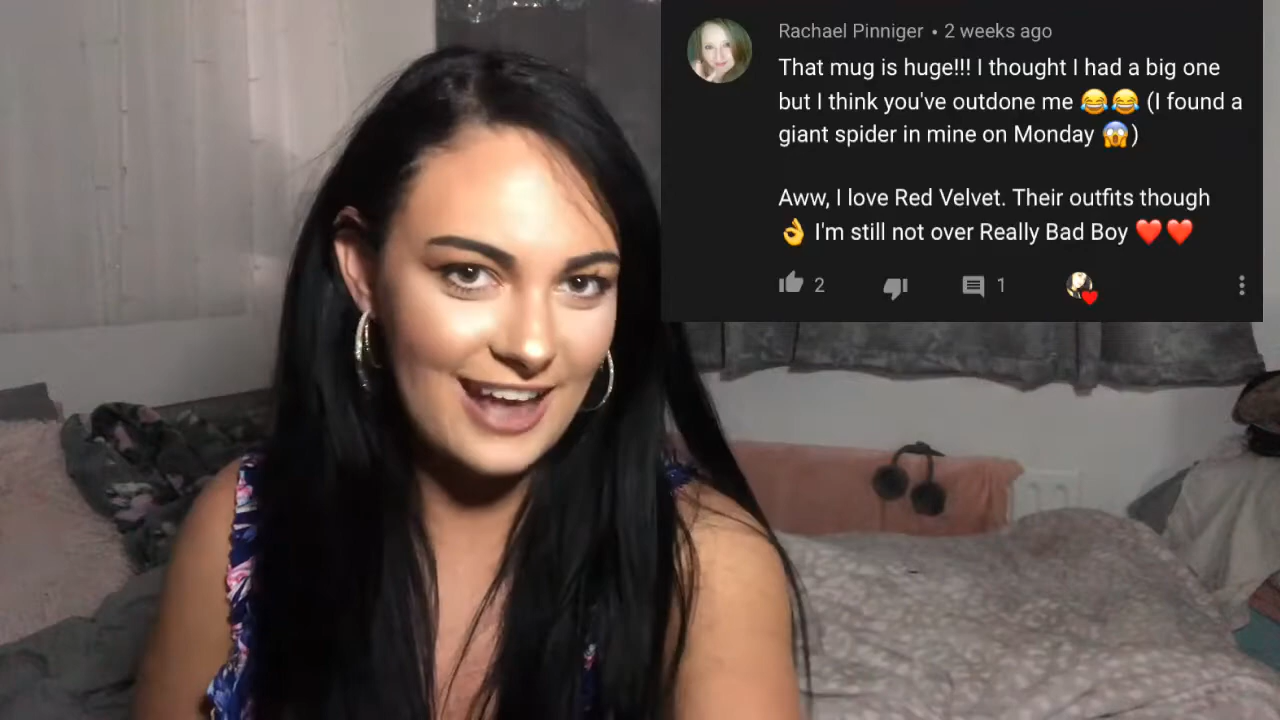 Rachael Pinniger • 2 weeks ago
That mug is huge!!! I thought I had a big one
but I think you've outdone me 😂😂 (I found a
giant spider in mine on Monday 😱)
Aww, I love Red Velvet. Their outfits though
👌 I'm still not over Really Bad Boy ❤️❤️
2 1